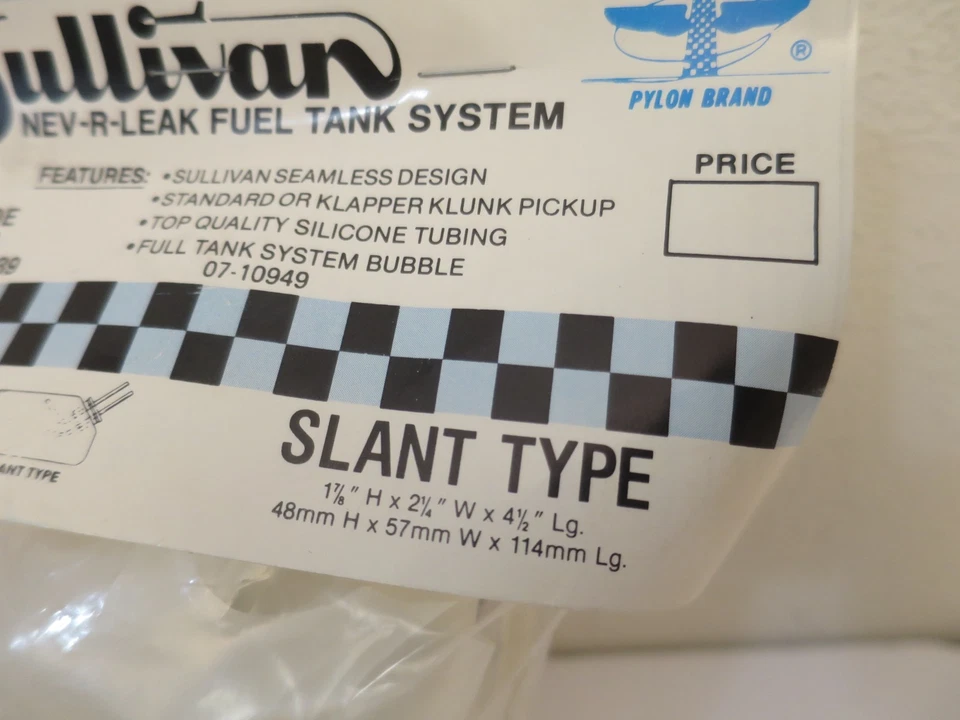 Sullivan
®
PYLON BRAND
NEV-R-LEAK FUEL TANK SYSTEM
PRICE
FEATURES: •SULLIVAN SEAMLESS DESIGN
•STANDARD OR KLAPPER KLUNK PICKUP
•TOP QUALITY SILICONE TUBING
•FULL TANK SYSTEM BUBBLE
07-10949
SLANT TYPE
1⅞" H x 2¼" W x 4½" Lg.
48mm H x 57mm W x 114mm Lg.
ANT TYPE